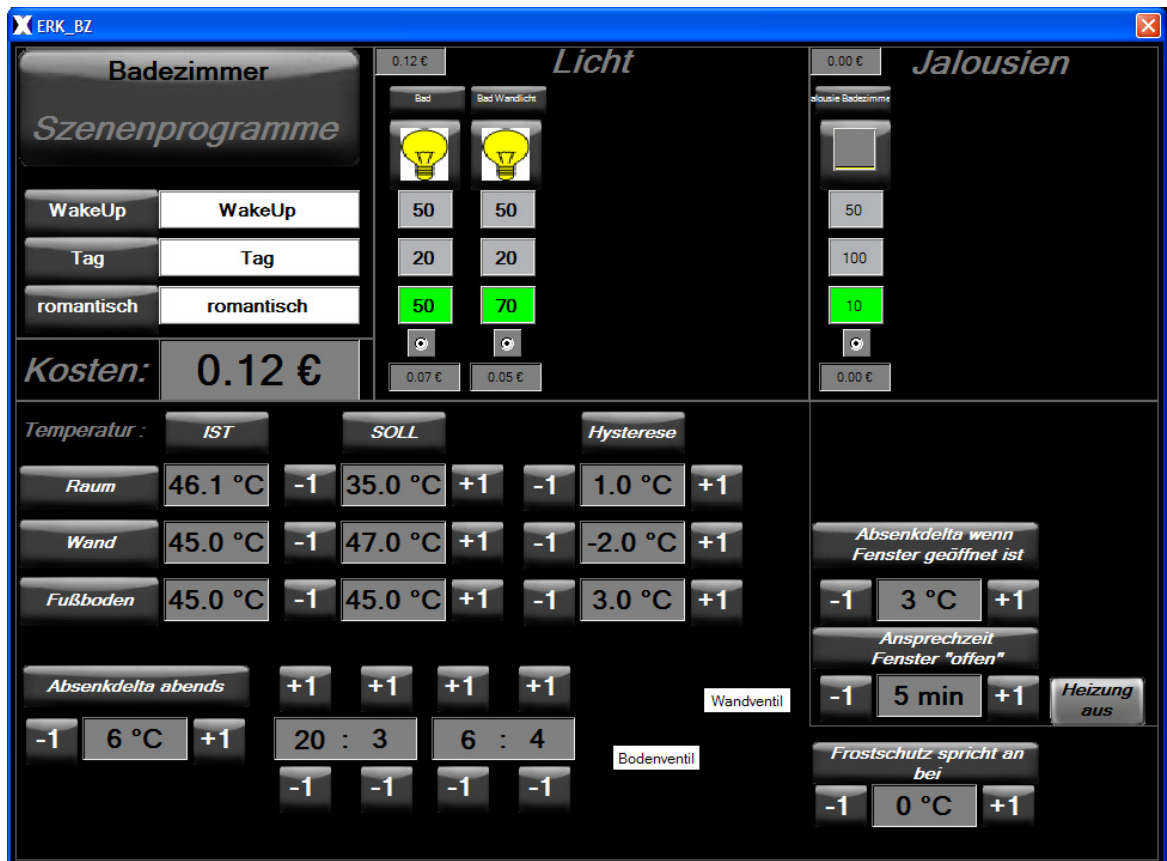 ERK_BZ
Badezimmer
Szenenprogramme
0.12 €
Licht
0.00 €
Jalousien
Bad
Bad Wandlicht
alousie Badezimme
WakeUp WakeUp 50 50 50
Tag Tag 20 20 100
romantisch romantisch 50 70 10
Kosten: 0.12 €
0.07 € 0.05 € 0.00 €
Temperatur : IST SOLL Hysterese
Raum 46.1 °C -1 35.0 °C +1 -1 1.0 °C +1
Wand 45.0 °C -1 47.0 °C +1 -1 -2.0 °C +1
Fußboden 45.0 °C -1 45.0 °C +1 -1 3.0 °C +1
Absenkdelta wenn
Fenster geöffnet ist
-1 3 °C +1
Ansprechzeit
Fenster "offen"
-1 5 min +1
Heizung
aus
Absenkdelta abends
+1 +1 +1 +1
-1 6 °C +1
20 : 3 6 : 4
-1 -1 -1 -1
Wandventil
Bodenventil
Frostschutz spricht an
bei
-1 0 °C +1